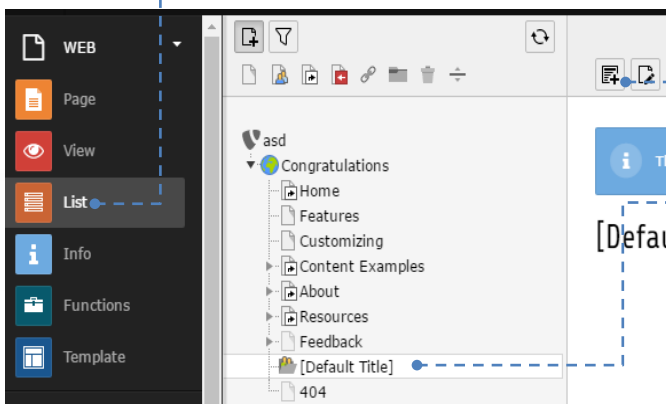 WEB
Page
View
List
Info
Functions
Template
asd
Congratulations
Home
Features
Customizing
Content Examples
About
Resources
Feedback
[Default Title]
404